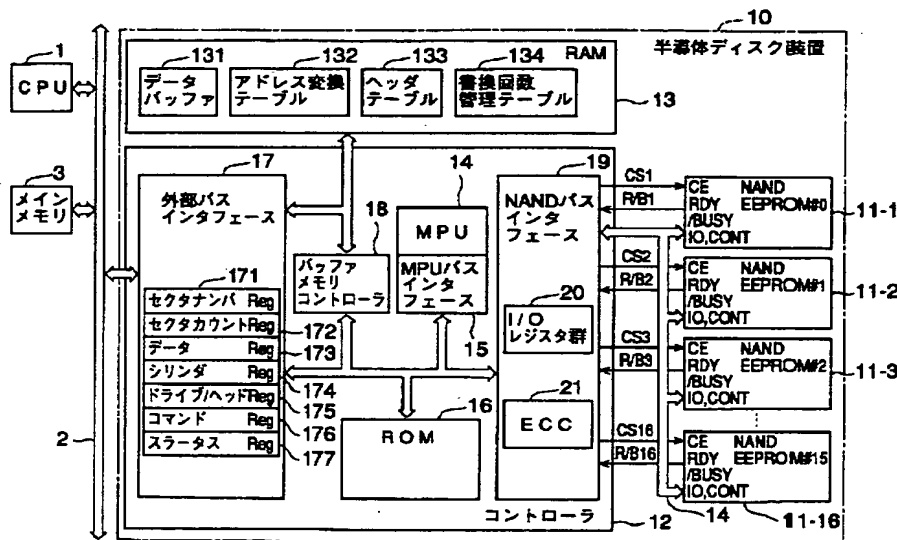 10
半導体ディスク装置
1
CPU
3
メイン
メモリ
2
RAM
131
データ
バッファ
132
アドレス変換
テーブル
133
ヘッダ
テーブル
134
書換回数
管理テーブル
13
17
外部バス
インタフェース
171
セクタナンバ Reg
セクタカウントReg
172
データ Reg
173
シリンダ Reg
174
ドライブ/ヘッドReg
175
コマンド Reg
176
スラータス Reg
177
18
バッファ
メモリ
コントローラ
14
MPU
MPUバス
インタ
フェース
15
16
ROM
19
NANDバス
インタ
フェース
20
I/O
レジスタ群
21
ECC
コントローラ
12
CS1
R/B1
CS2
R/B2
CS3
R/B3
CS16
R/B16
14
CE NAND
RDY EEPROM#0
/BUSY
IO,CONT
11-1
CE NAND
RDY EEPROM#1
/BUSY
IO,CONT
11-2
CE NAND
RDY EEPROM#2
/BUSY
IO,CONT
11-3
CE NAND
RDY EEPROM#15
/BUSY
IO,CONT
11-16